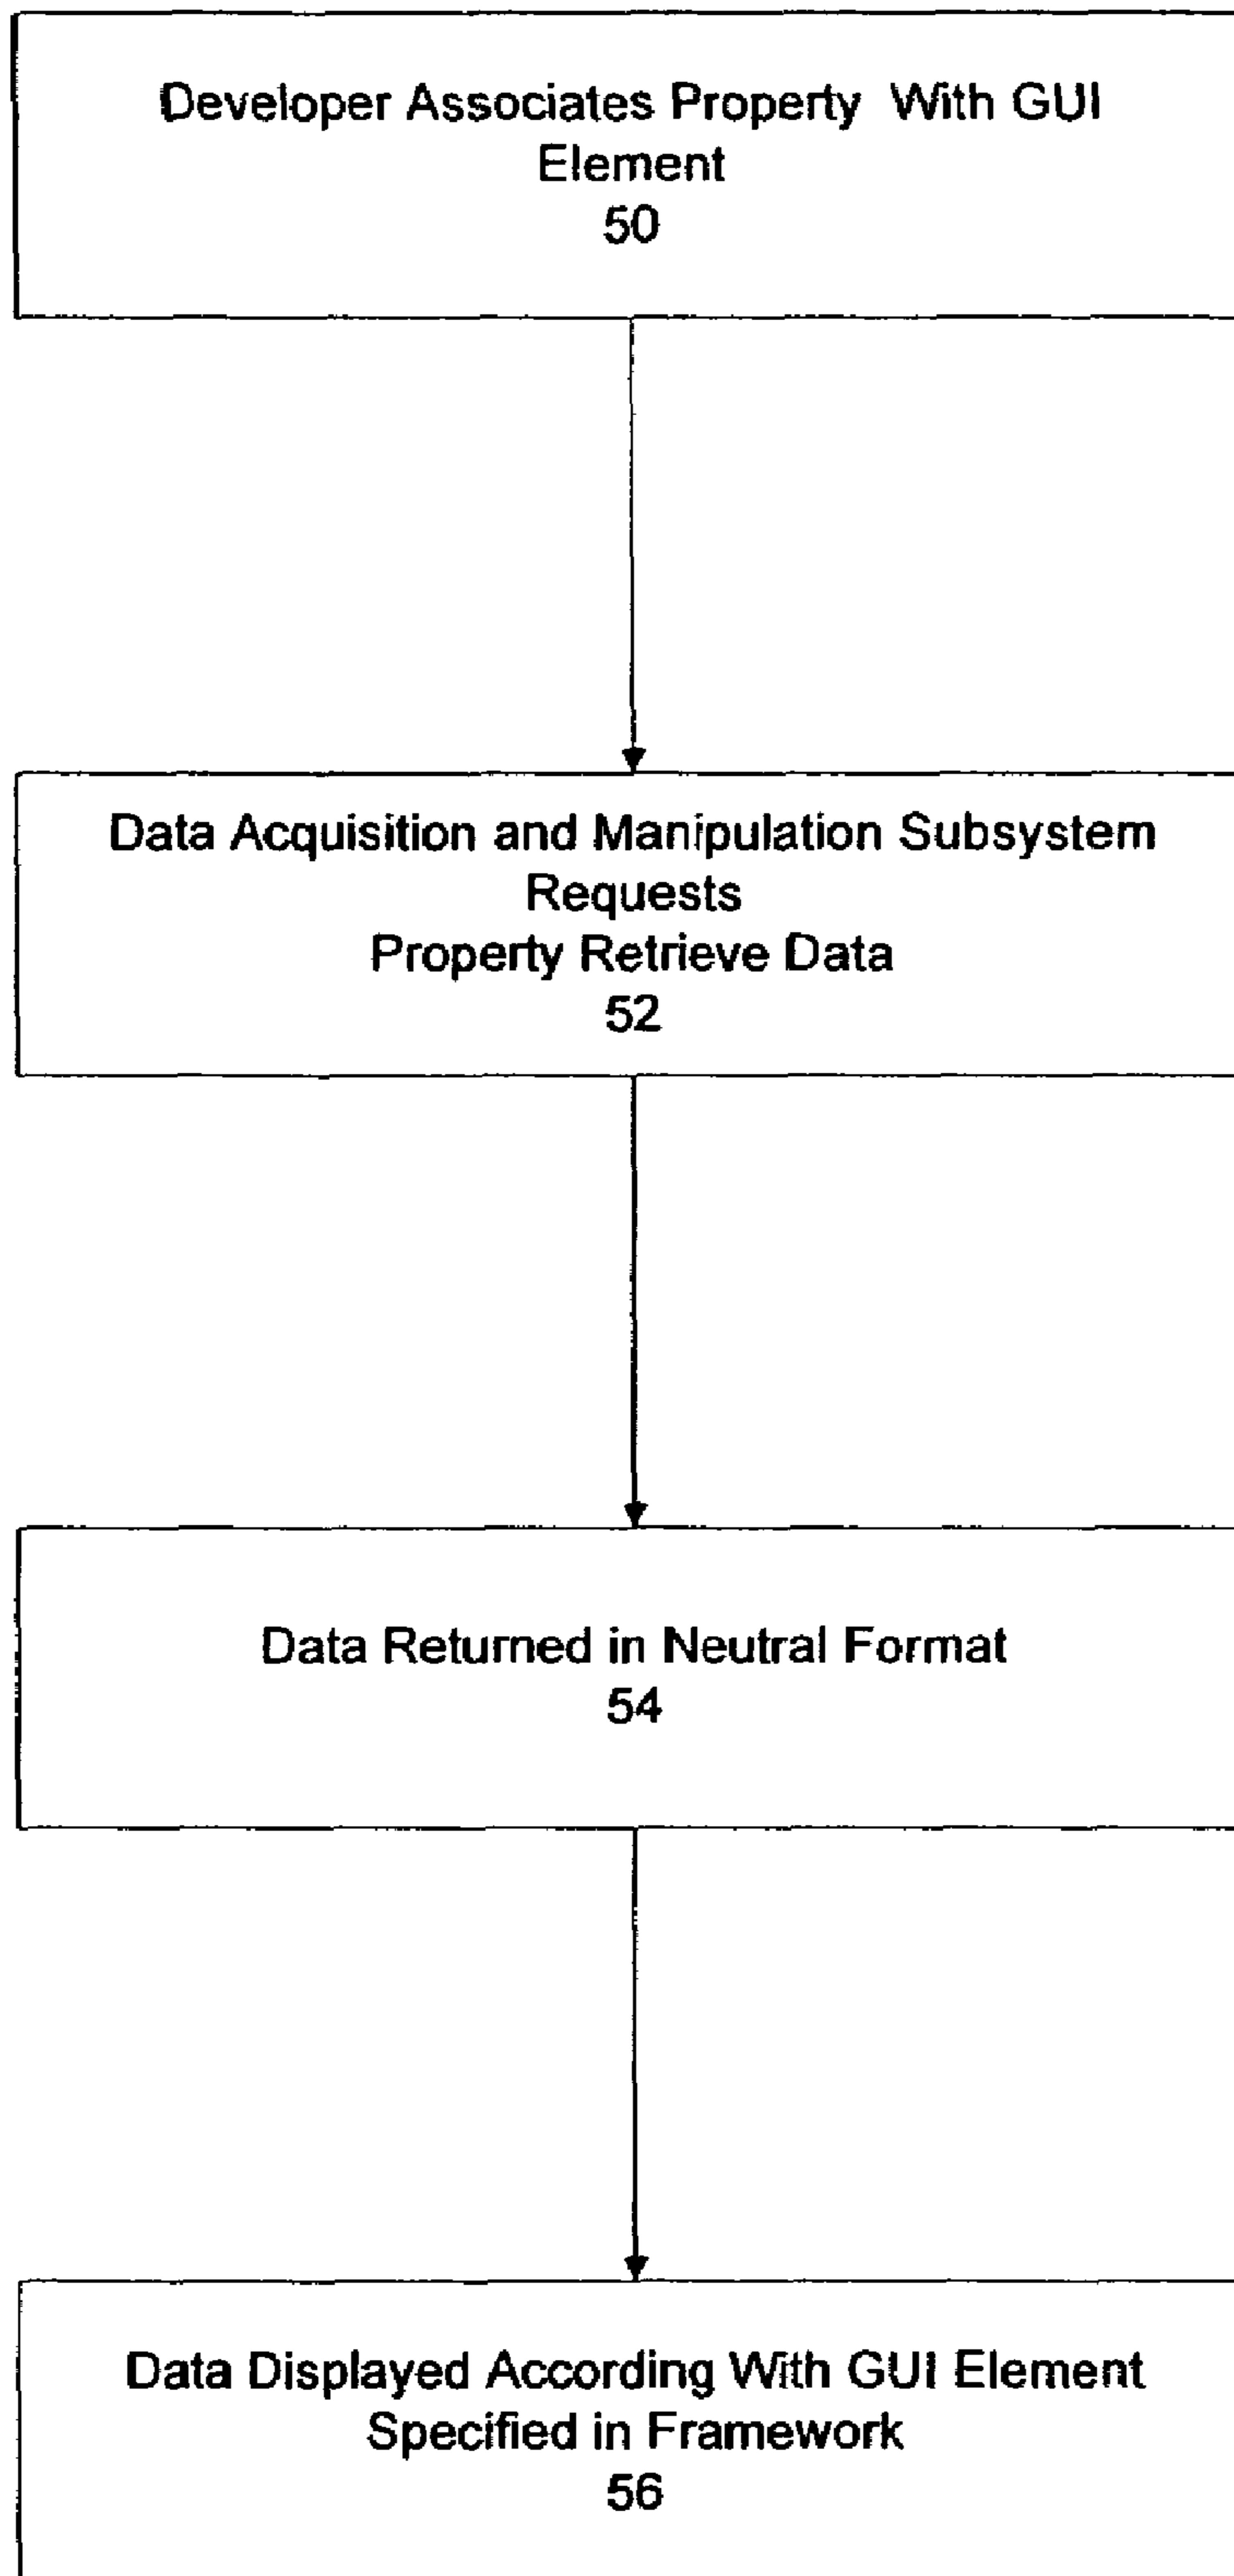 Developer Associates Property With GUI
Element
50
Data Acquisition and Manipulation Subsystem
Requests
Property Retrieve Data
52
Data Returned in Neutral Format
54
Data Displayed According With GUI Element
Specified in Framework
56